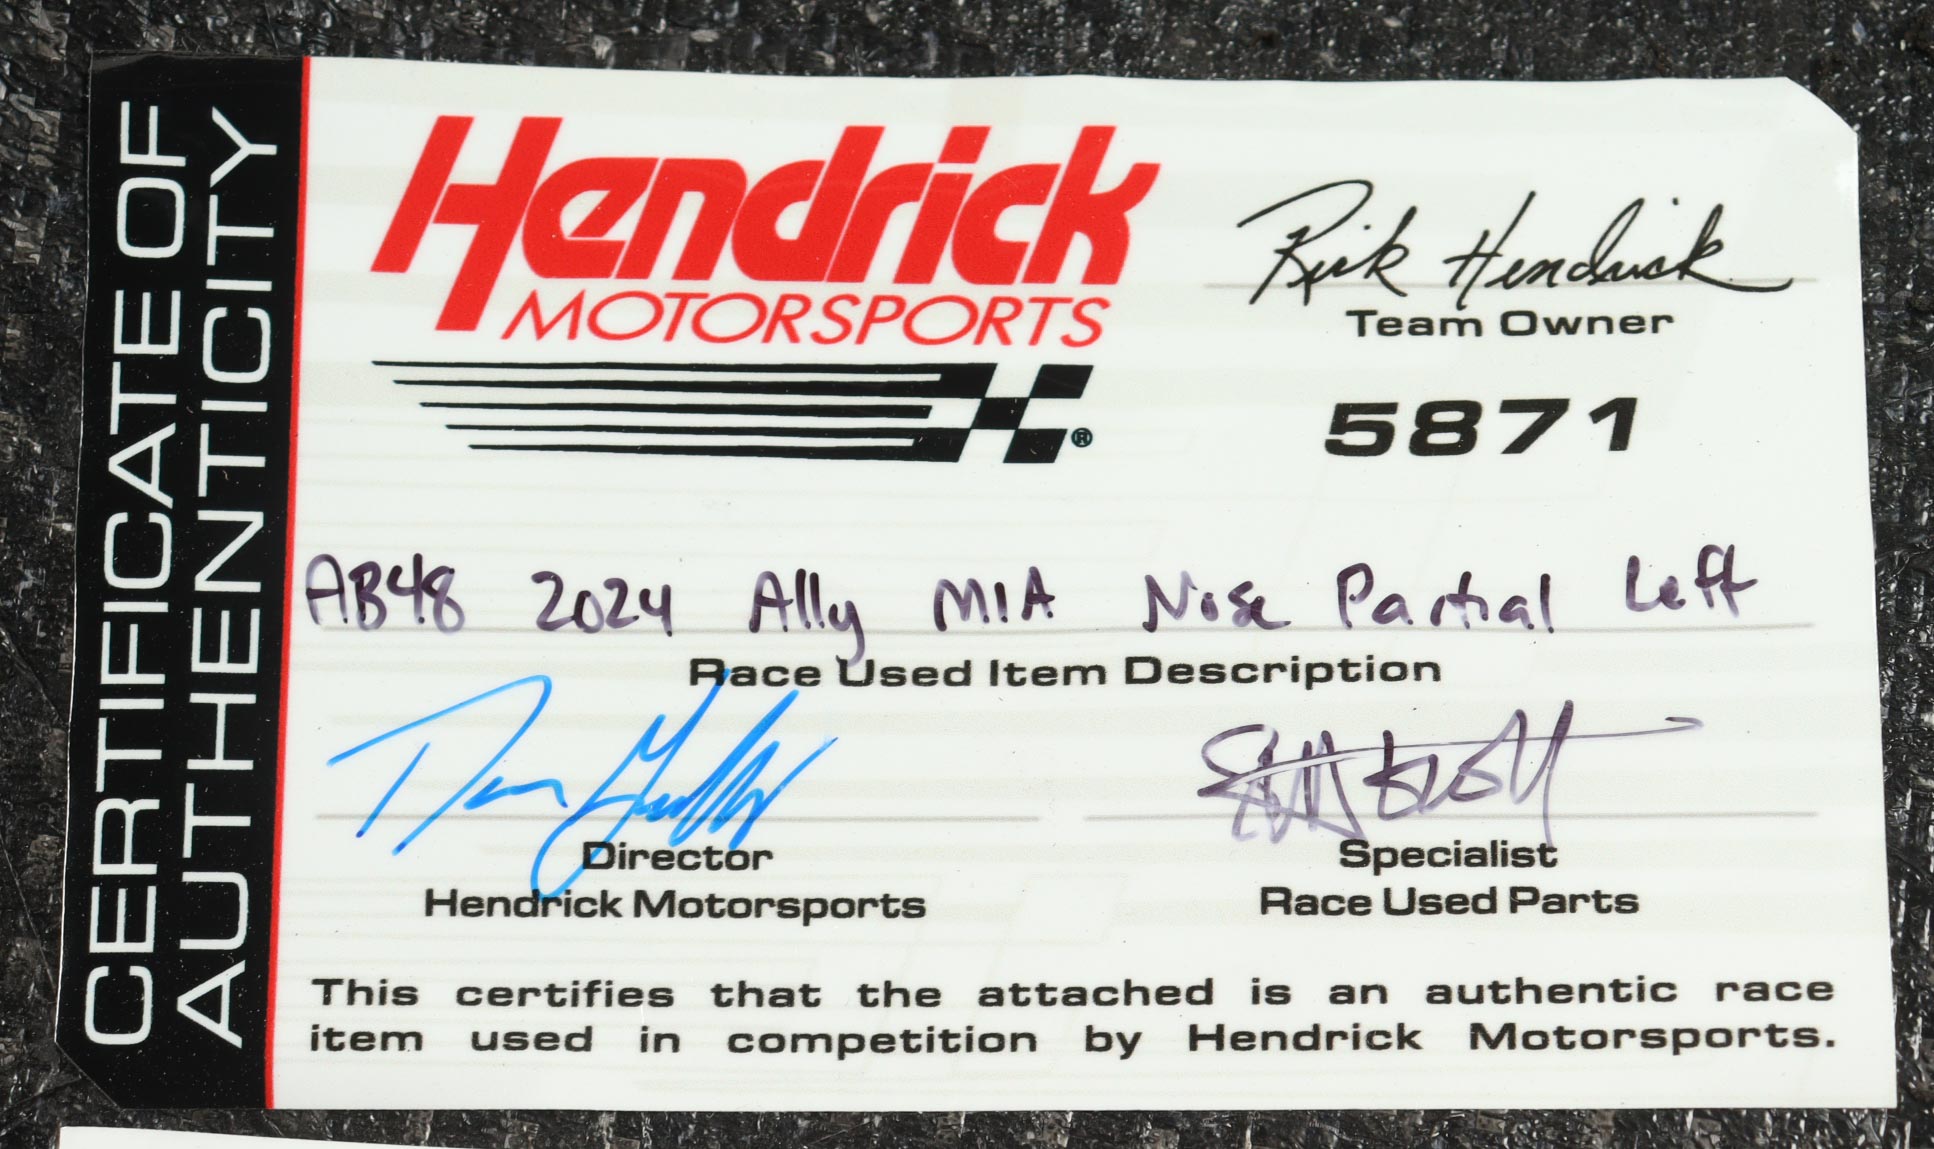 CERTIFICATE OF
AUTHENTICITY
Hendrick
MOTORSPORTS
®
Rick Hendrick
Team Owner
5871
AB48 2024 Ally MIA Nose Partial Left
Race Used Item Description
Director
Hendrick Motorsports
Specialist
Race Used Parts
This certifies that the attached is an authentic race
item used in competition by Hendrick Motorsports.